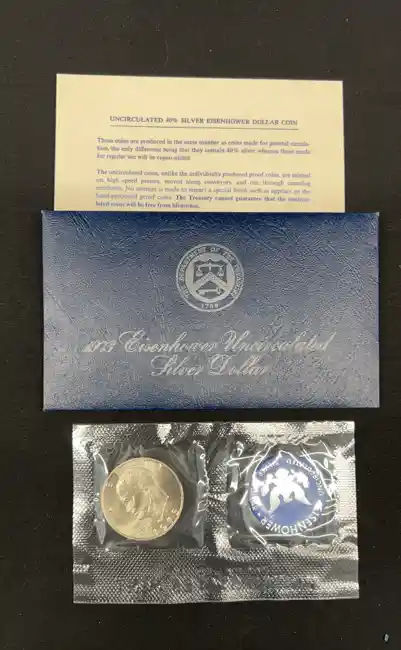 UNCIRCULATED 40% SILVER EISENHOWER DOLLAR COIN
These coins are produced in the same manner as coins made for general circula-
tion, the only difference being that they contain 40% silver whereas those made
for regular use will be cupro-nickel.
The uncirculated coins, unlike the individually produced proof coins, are minted
on high speed presses, moved along conveyors, and run through counting
machines. No attempt is made to impart a special finish such as applies to the
hand-prepared proof coins. The Treasury cannot guarantee that the uncircu-
lated coins will be free from blemishes.
THE DEPARTMENT OF THE TREASURY
1789
1973 Eisenhower Uncirculated
Silver Dollar
EISENHOWER
UNCIRCULATED